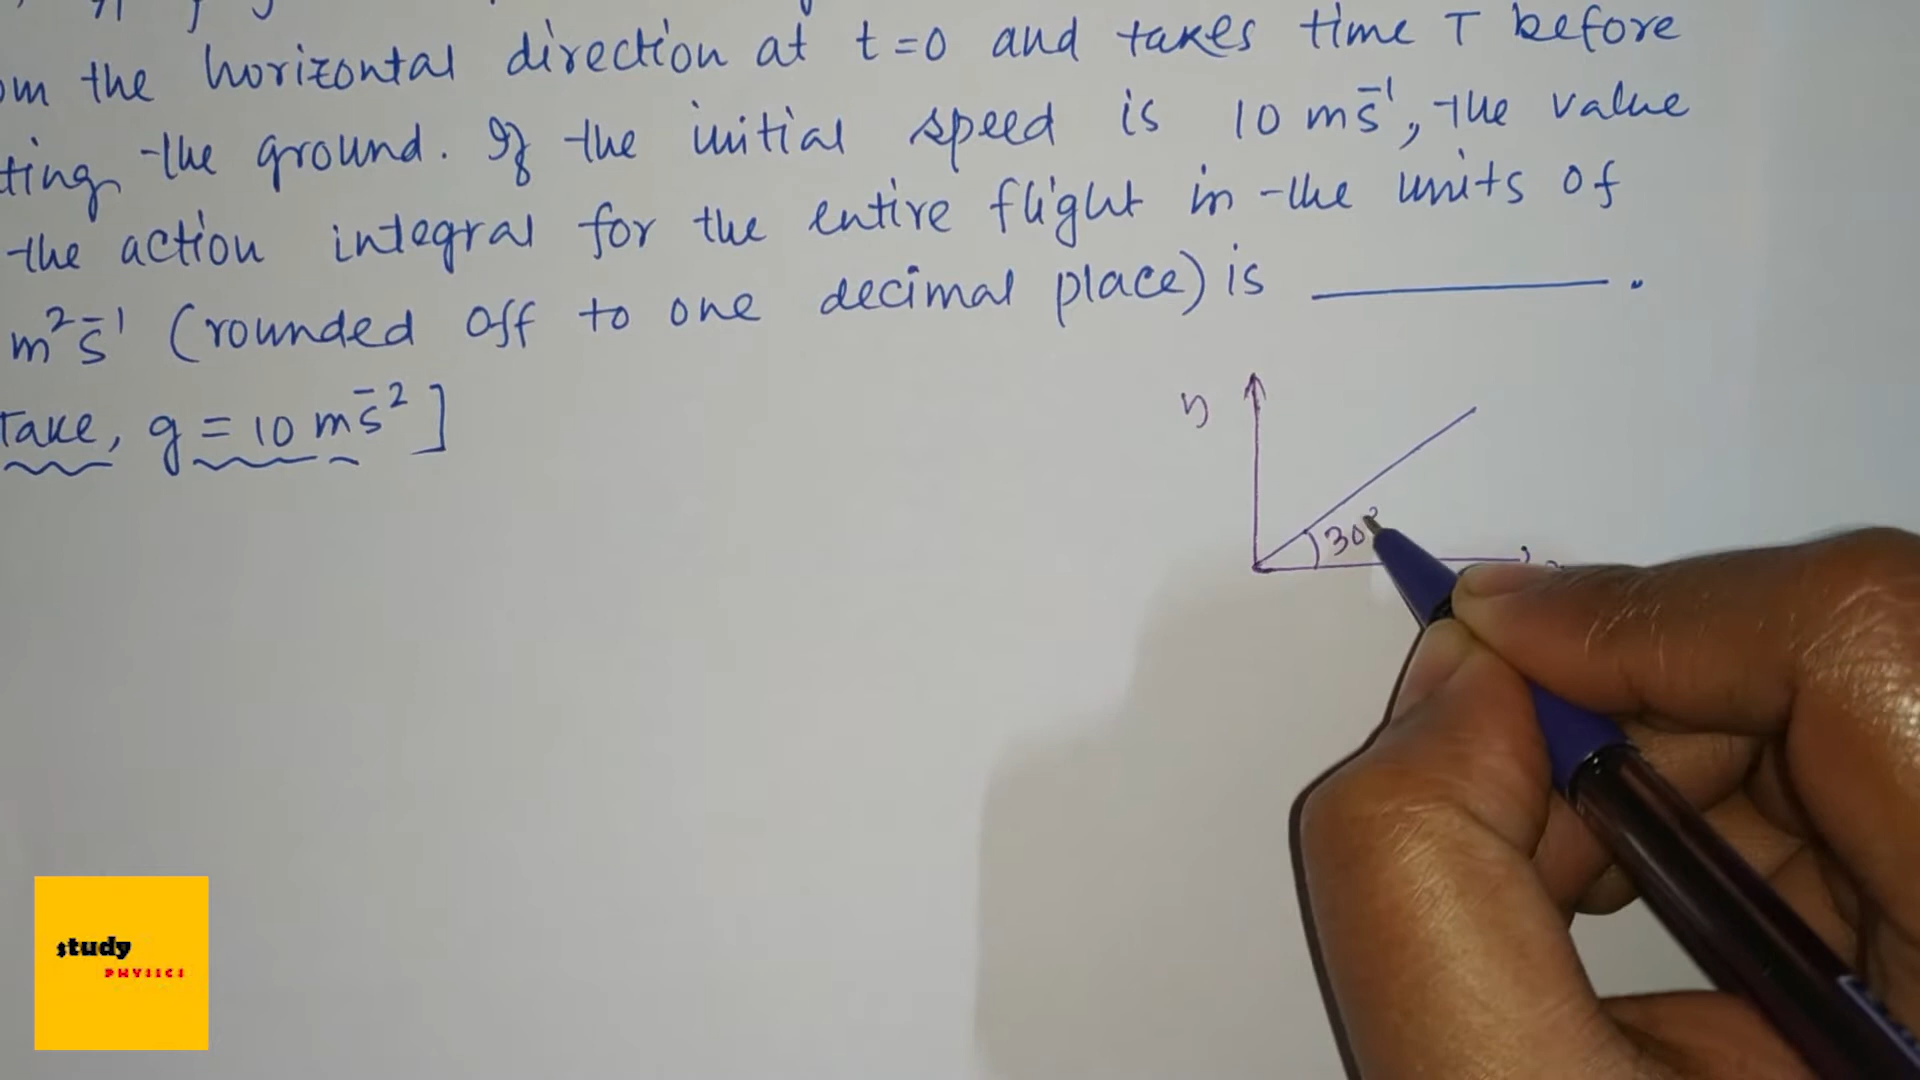 the horizontal direction at t=0 and takes time T before
ting the ground. If the initial speed is 10 ms⁻¹, the value
the action integral for the entire flight in the units of
m²s⁻¹ (rounded off to one decimal place) is ________.
Take, g = 10 ms⁻²]
y
30°
study
PHYSICS